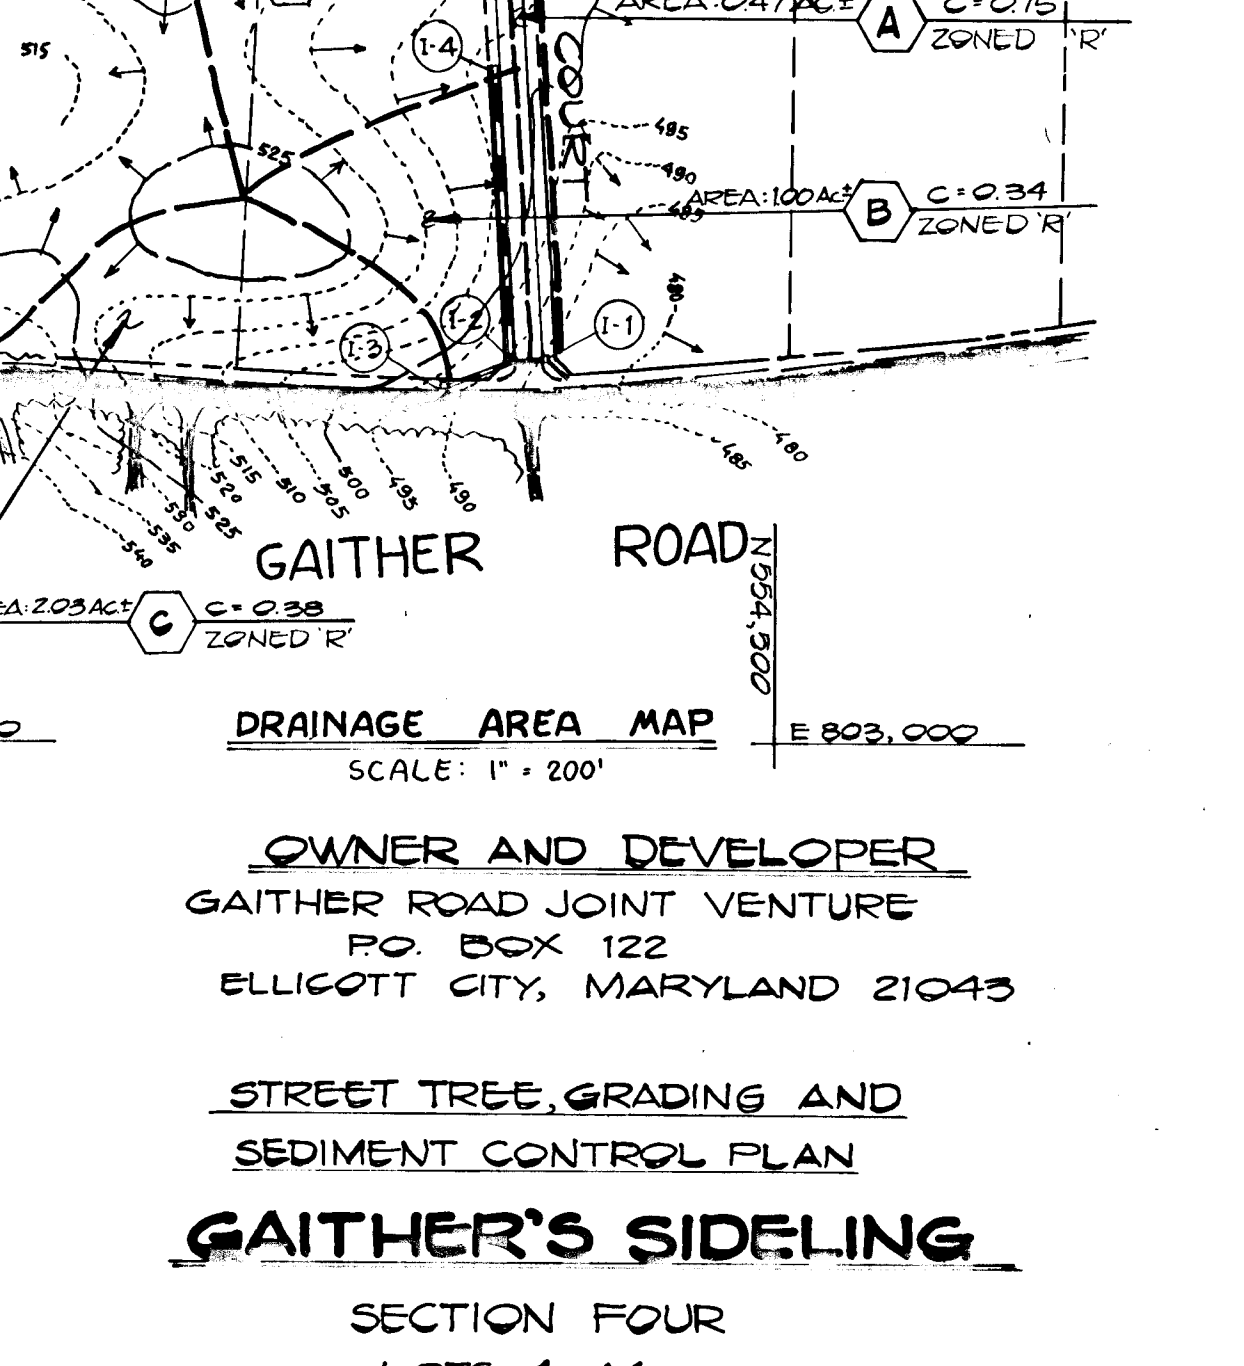 AREA: 0.47 AC.±
A
C = 0.75
ZONED 'R'
515
I-4
COURT
525
495
490
485
AREA: 1.00 AC±
B
C = 0.34
ZONED 'R'
480
I-2
I-1
I-3
480
485
490
495
500
505
510
515
520
525
530
535
540
GAITHER ROAD
N 554,500
E 803,000
A: 2.03 AC.±
C
C = 0.38
ZONED 'R'
DRAINAGE AREA MAP
SCALE: 1" = 200'
OWNER AND DEVELOPER
GAITHER ROAD JOINT VENTURE
P.O. BOX 122
ELLICOTT CITY, MARYLAND 21043
STREET TREE, GRADING AND
SEDIMENT CONTROL PLAN
GAITHER'S SIDELING
SECTION FOUR